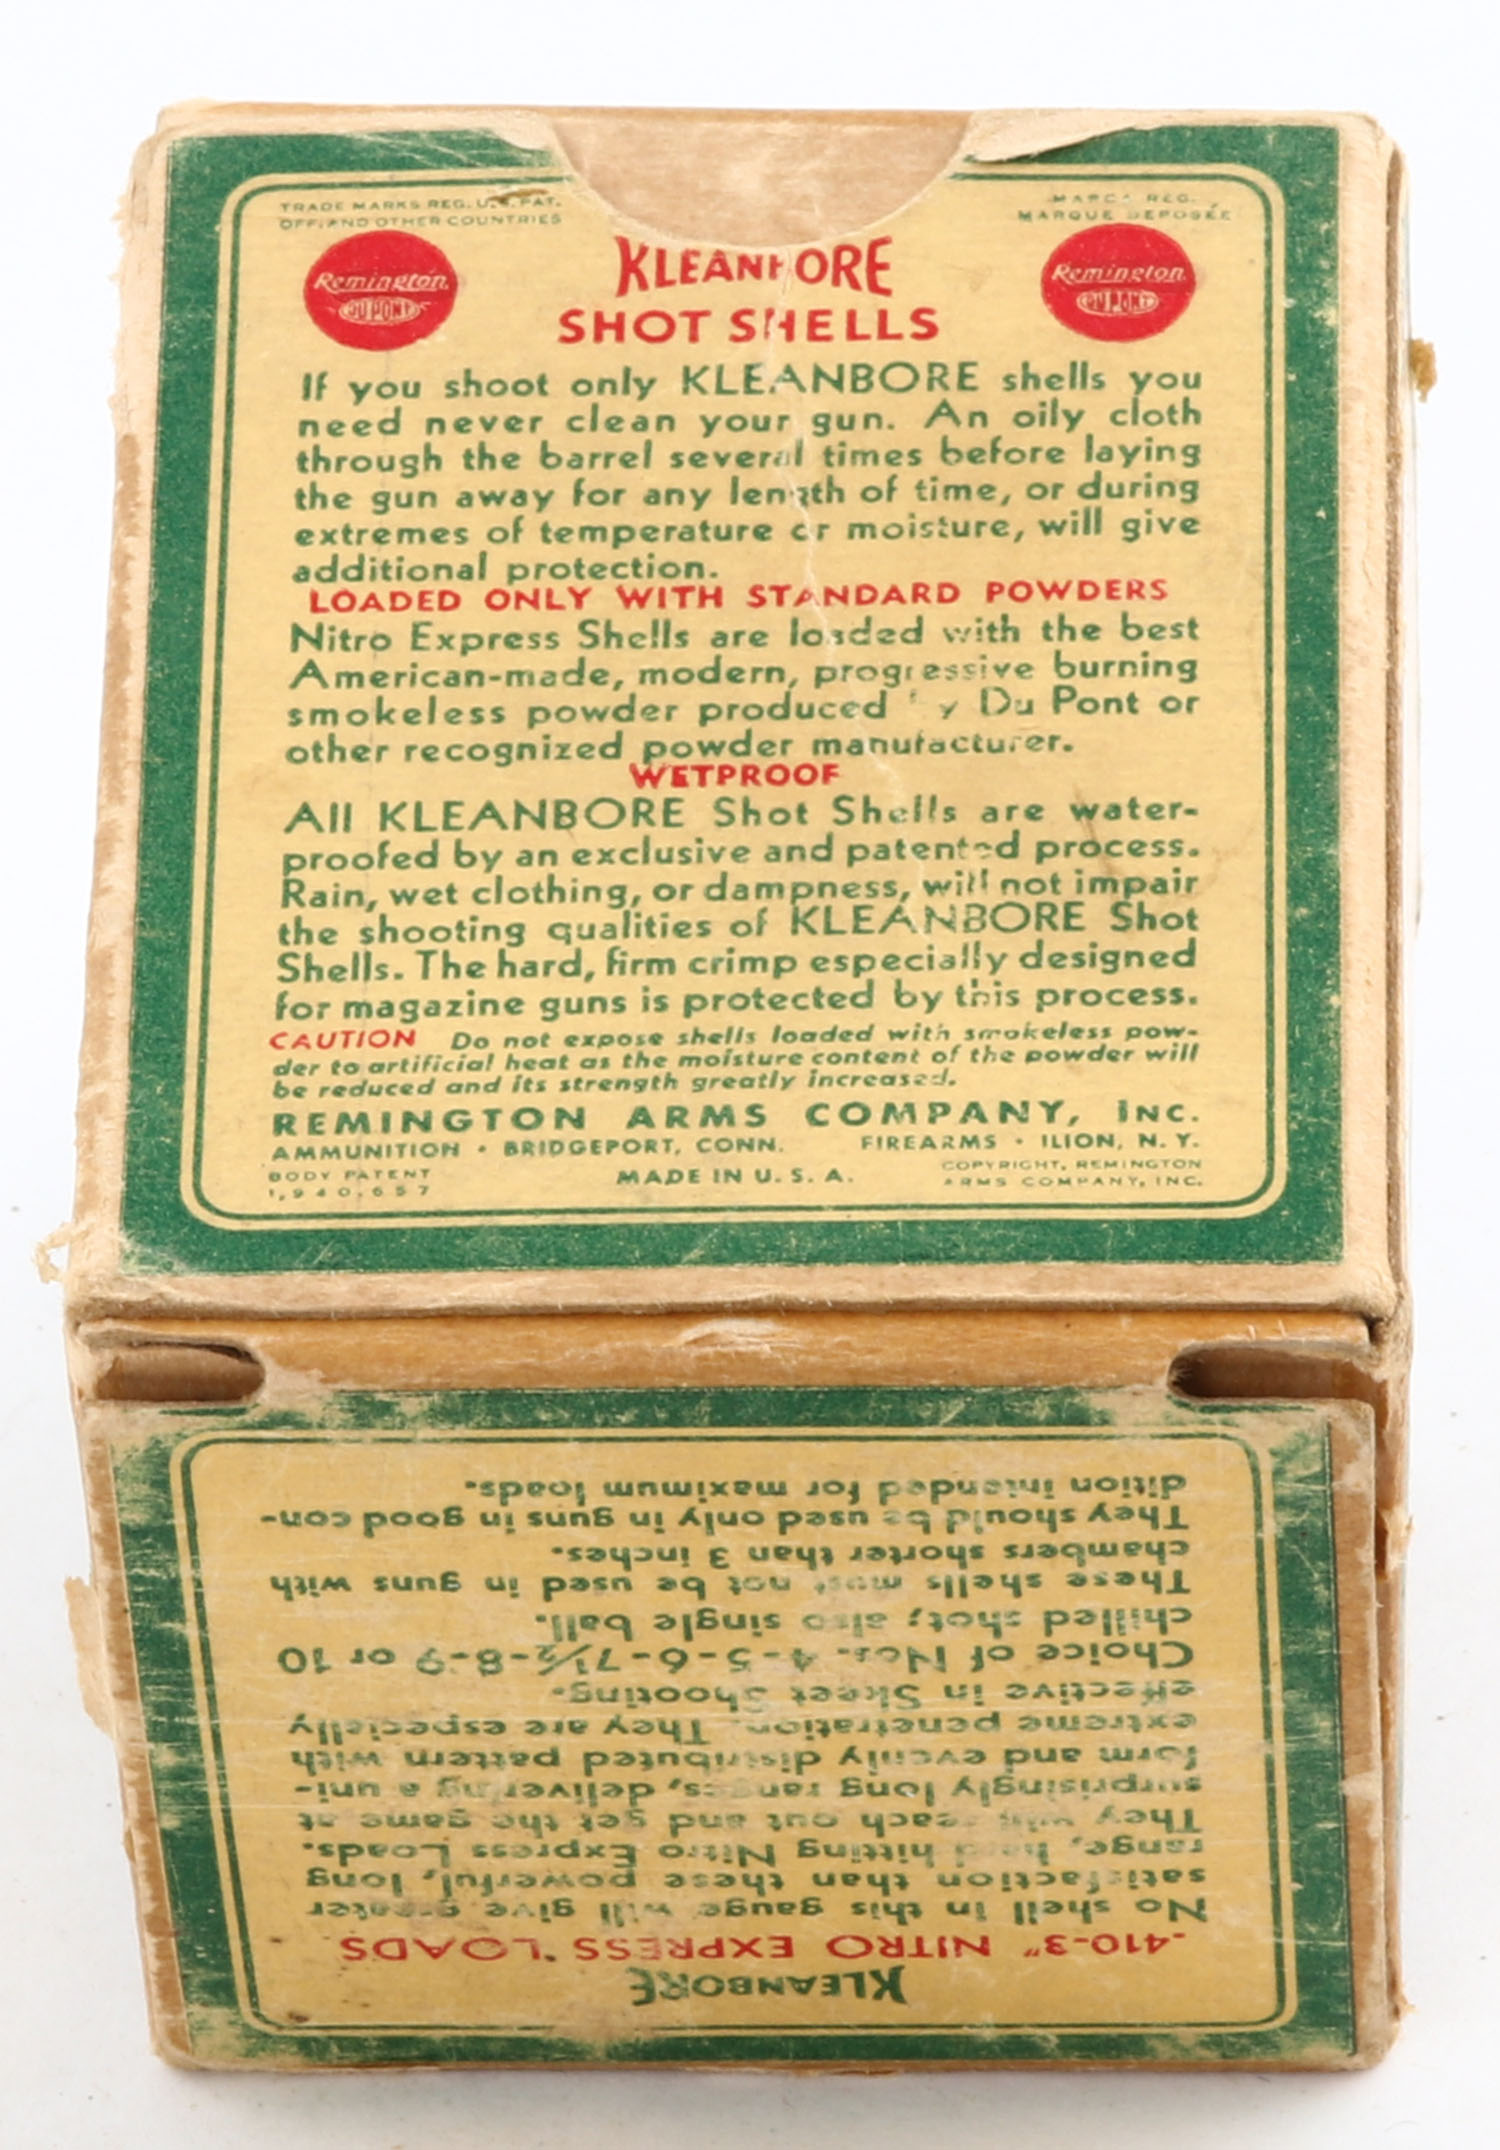 TRADE MARKS REG. U.S. PAT.
OFF. AND OTHER COUNTRIES
MARCA REG.
MARQUE DEPOSÉE
Remington
DU PONT
Remington
DU PONT
KLEANBORE
SHOT SHELLS
If you shoot only KLEANBORE shells you
need never clean your gun. An oily cloth
through the barrel several times before laying
the gun away for any length of time, or during
extremes of temperature or moisture, will give
additional protection.
LOADED ONLY WITH STANDARD POWDERS
Nitro Express Shells are loaded with the best
American-made, modern, progressive burning
smokeless powder produced by Du Pont or
other recognized powder manufacturer.
WETPROOF
All KLEANBORE Shot Shells are water-
proofed by an exclusive and patented process.
Rain, wet clothing, or dampness, will not impair
the shooting qualities of KLEANBORE Shot
Shells. The hard, firm crimp especially designed
for magazine guns is protected by this process.
CAUTION Do not expose shells loaded with smokeless pow-
der to artificial heat as the moisture content of the powder will
be reduced and its strength greatly increased.
REMINGTON ARMS COMPANY, INC.
AMMUNITION • BRIDGEPORT, CONN. FIREARMS • ILION, N. Y.
BODY PATENT
1,940,657
MADE IN U. S. A.
COPYRIGHT, REMINGTON
ARMS COMPANY, INC.
KLEANBORE
.410-3" NITRO EXPRESS LOADS
No shell in this gauge will give greater
satisfaction than these powerful, long
range, hard hitting Nitro Express Loads.
They will reach out and get the game at
surprisingly long ranges, delivering a uni-
form and evenly distributed pattern with
extreme penetration. They are especially
effective in Skeet Shooting.
Choice of Nos. 4-5-6-7½-8-9 or 10
chilled shot; also single ball.
These shells must not be used in guns with
chambers shorter than 3 inches.
They should be used only in guns in good con-
dition intended for maximum loads.